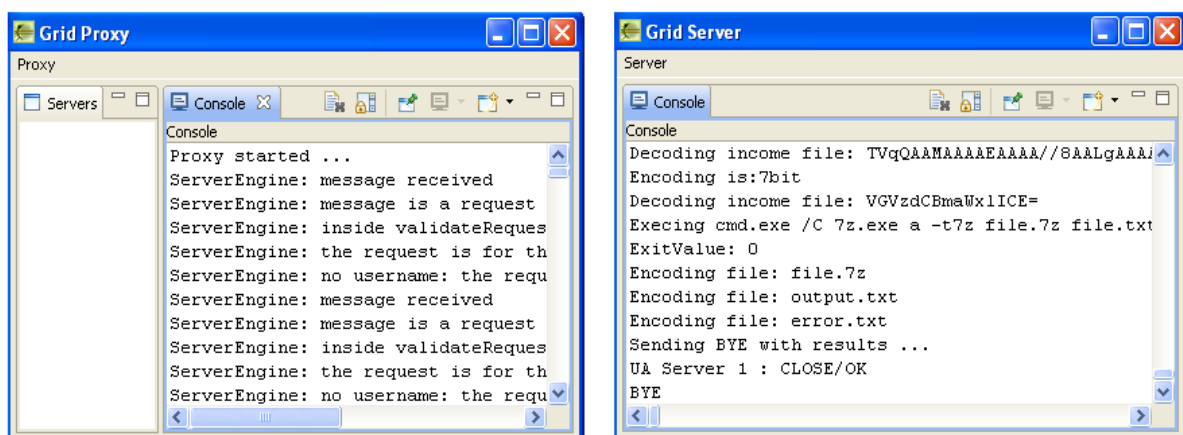 Grid Proxy
Proxy
Servers
Console
Console
Proxy started ...
ServerEngine: message received
ServerEngine: message is a request
ServerEngine: inside validateReques
ServerEngine: the request is for th
ServerEngine: no username: the requ
ServerEngine: message received
ServerEngine: message is a request
ServerEngine: inside validateReques
ServerEngine: the request is for th
ServerEngine: no username: the requ
Grid Server
Server
Console
Console
Decoding income file: TVqQAAMAAAAEAAAA//8AALgAAAA
Encoding is:7bit
Decoding income file: VGVzdCBmaWxlICE=
Execing cmd.exe /C 7z.exe a -t7z file.7z file.txt
ExitValue: 0
Encoding file: file.7z
Encoding file: output.txt
Encoding file: error.txt
Sending BYE with results ...
UA Server 1 : CLOSE/OK
BYE